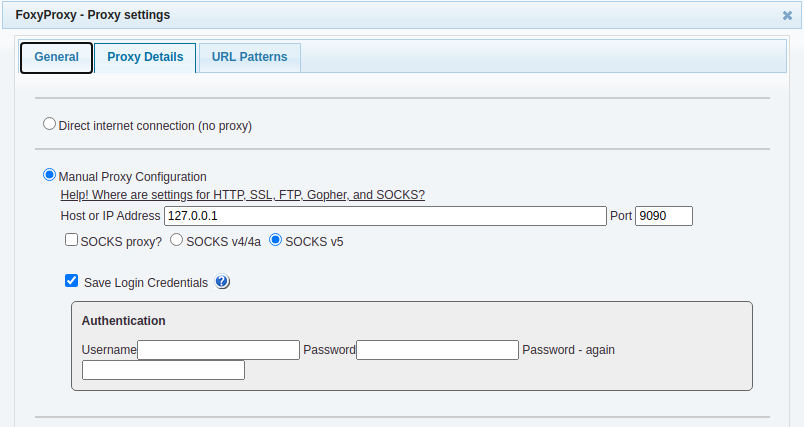 FoxyProxy - Proxy settings
General Proxy Details URL Patterns
Direct internet connection (no proxy)
Manual Proxy Configuration
Help! Where are settings for HTTP, SSL, FTP, Gopher, and SOCKS?
Host or IP Address 127.0.0.1 Port 9090
SOCKS proxy? SOCKS v4/4a SOCKS v5
Save Login Credentials ?
Authentication
Username Password Password - again